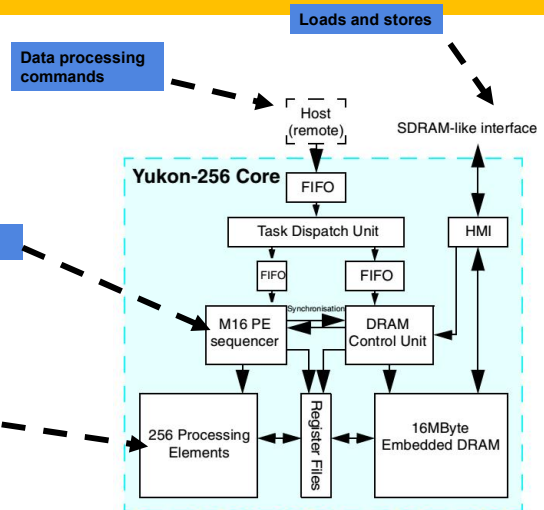 Loads and stores
Data processing
commands
Host
(remote)
SDRAM-like interface
Yukon-256 Core
FIFO
Task Dispatch Unit
HMI
FIFO
FIFO
Synchronisation
M16 PE
sequencer
DRAM
Control Unit
256 Processing
Elements
Register Files
16MByte
Embedded DRAM